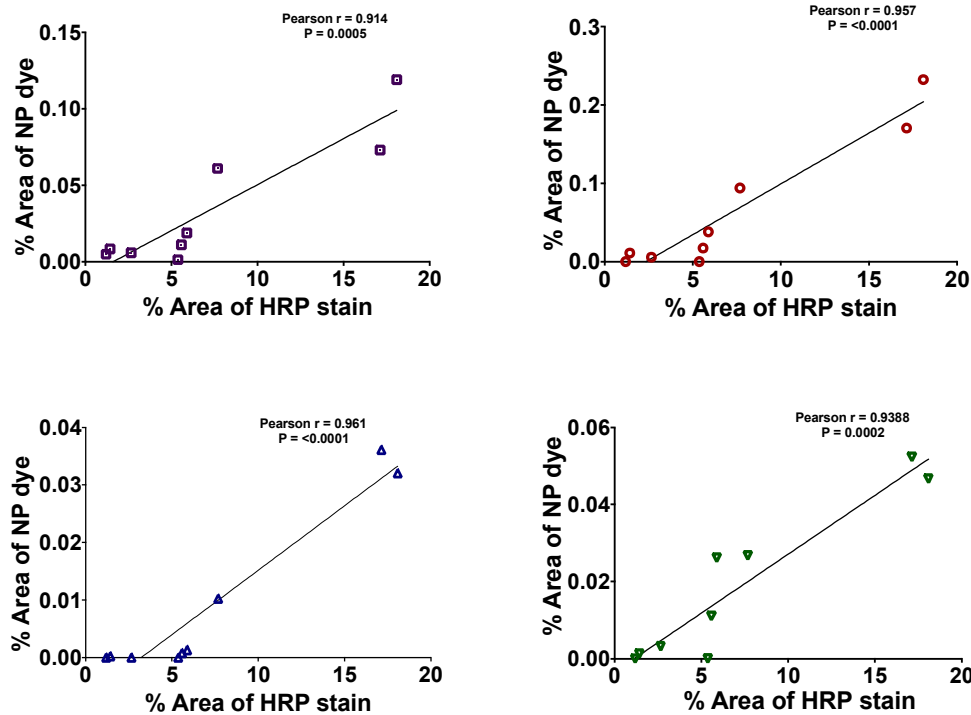 Pearson r = 0.914
P = 0.0005
% Area of NP dye
0.15
0.10
0.05
0.00
0
5
10
15
20
% Area of HRP stain
Pearson r = 0.957
P = <0.0001
% Area of NP dye
0.3
0.2
0.1
0.0
0
5
10
15
20
% Area of HRP stain
Pearson r = 0.961
P = <0.0001
% Area of NP dye
0.04
0.03
0.02
0.01
0.00
0
5
10
15
20
% Area of HRP stain
Pearson r = 0.9388
P = 0.0002
% Area of NP dye
0.06
0.04
0.02
0.00
0
5
10
15
20
% Area of HRP stain